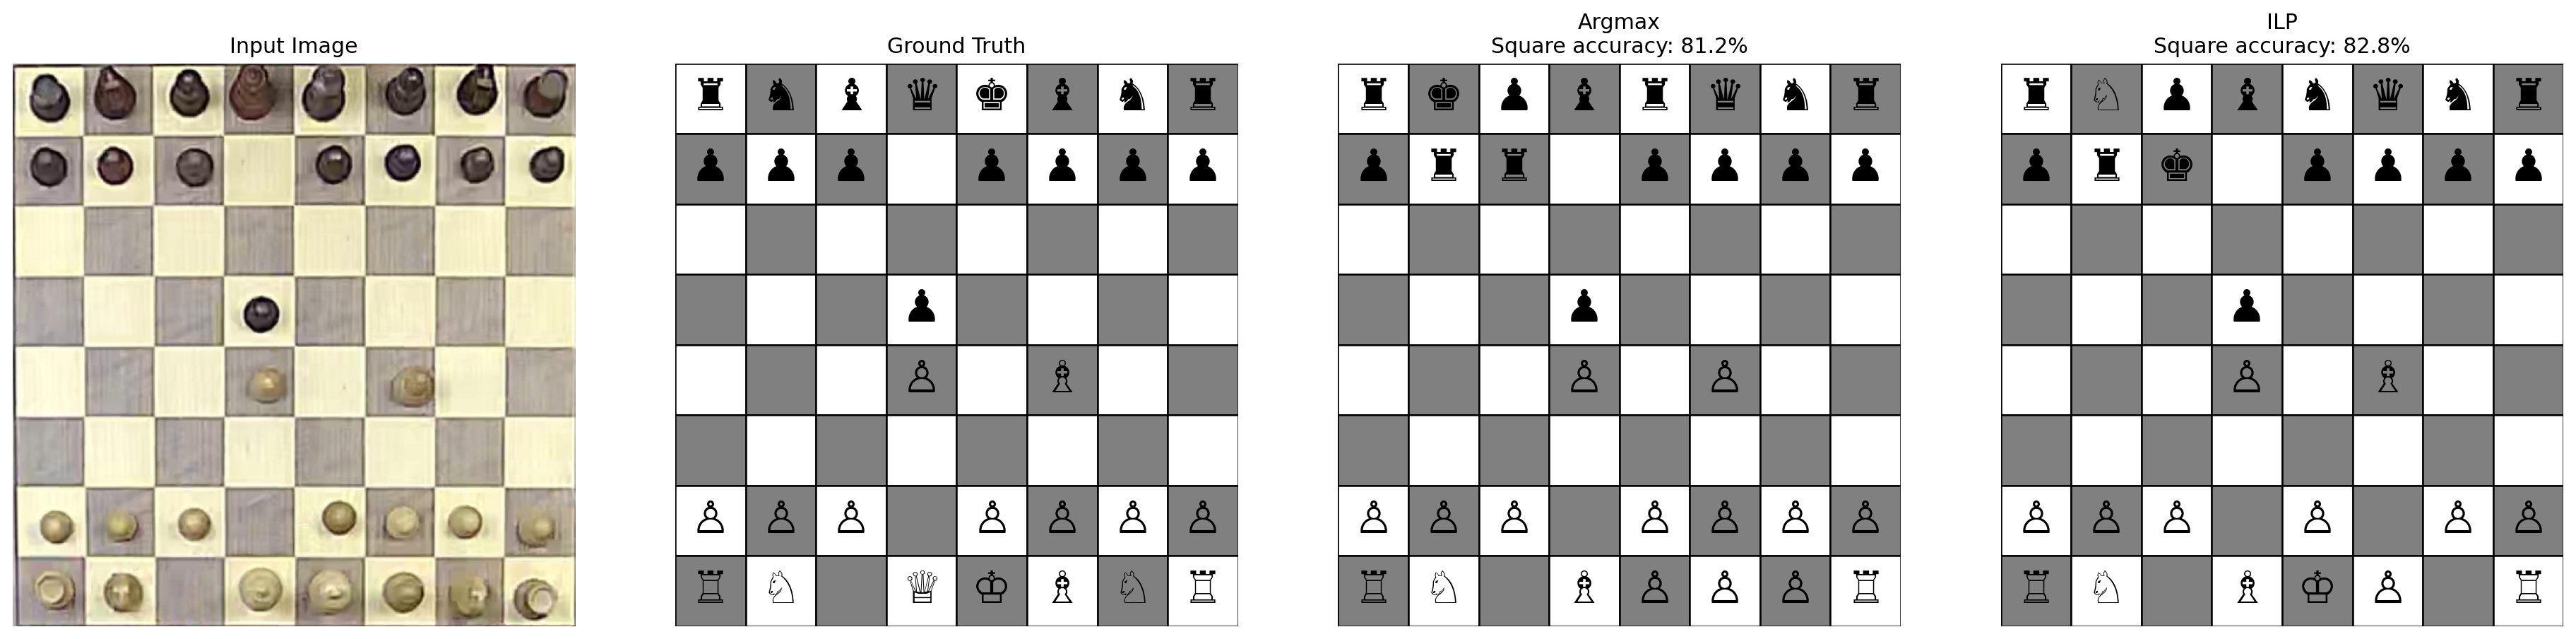 Input Image
Ground Truth
Argmax
Square accuracy: 81.2%
ILP
Square accuracy: 82.8%